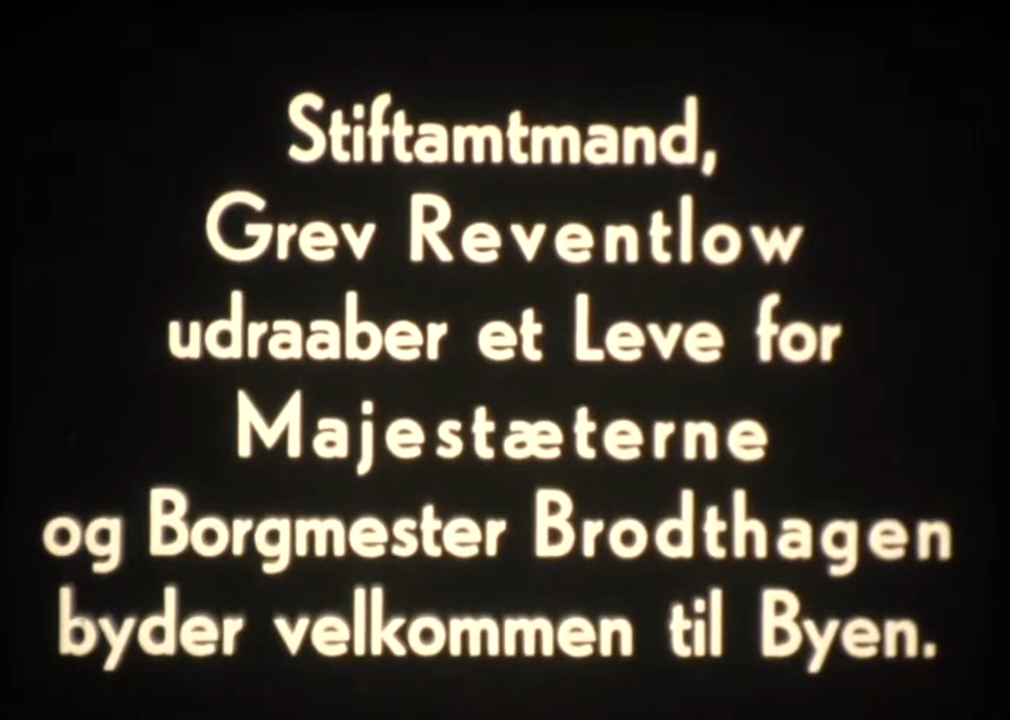 Stiftamtmand,
Grev Reventlow
udraaber et Leve for
Majestæterne
og Borgmester Brodthagen
byder velkommen til Byen.